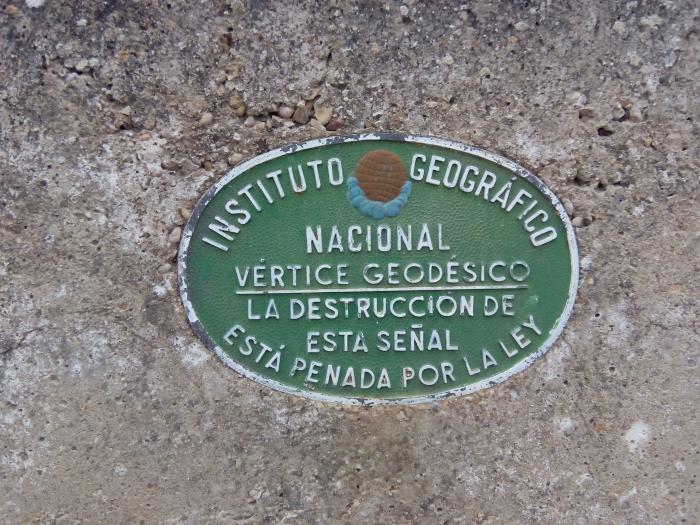 INSTITUTO GEOGRÁFICO
NACIONAL
VÉRTICE GEODÉSICO
LA DESTRUCCIÓN DE
ESTA SEÑAL
ESTÁ PENADA POR LA LEY